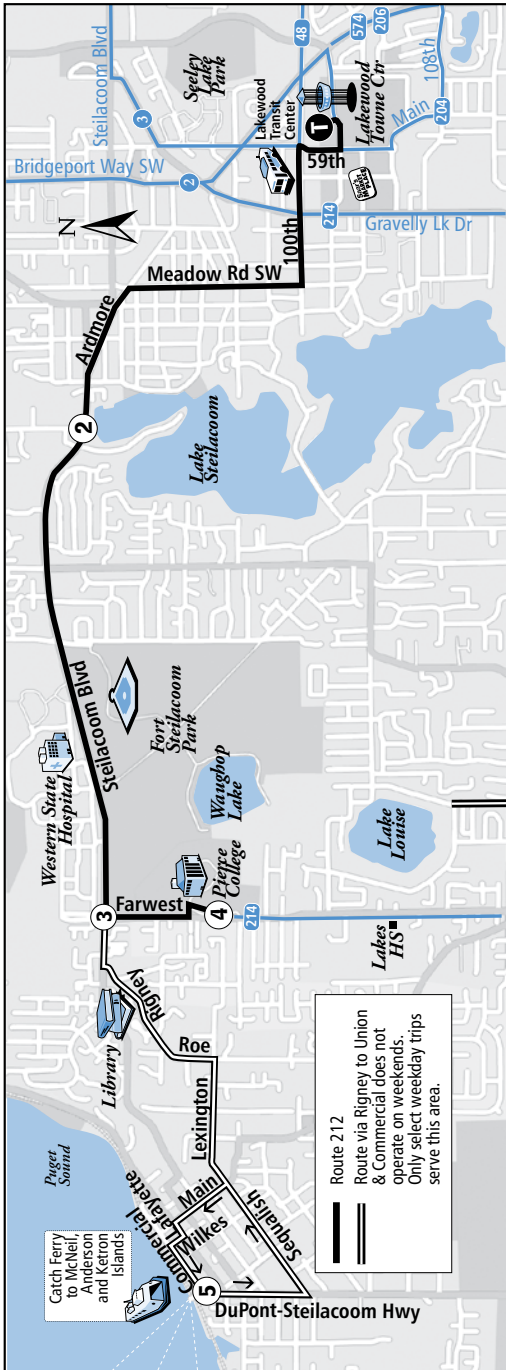 Steilacoom Blvd
3
Bridgeport Way SW
2
Seeley
Lake
Park
48
574
206
Lakewood
Transit
Center
T
Lakewood
Towne Ctr
108th
Main
204
59th
214
Gravelly Lk Dr
100th
N
Meadow Rd SW
Ardmore
2
Lake
Steilacoom
Steilacoom Blvd
Fort
Steilacoom
Park
Western State
Hospital
Waughop
Lake
Pierce
College
Farwest
3
4
214
Lake
Louise
Lakes
HS
Rigney
Library
Roe
Lexington
Main
Lafayette
Commercial
Wilkes
Sequalish
5
DuPont-Steilacoom Hwy
Puget
Sound
Catch Ferry
to McNeil,
Anderson
and Ketron
Islands
Route 212
Route via Rigney to Union
& Commercial does not
operate on weekends.
Only select weekday trips
serve this area.